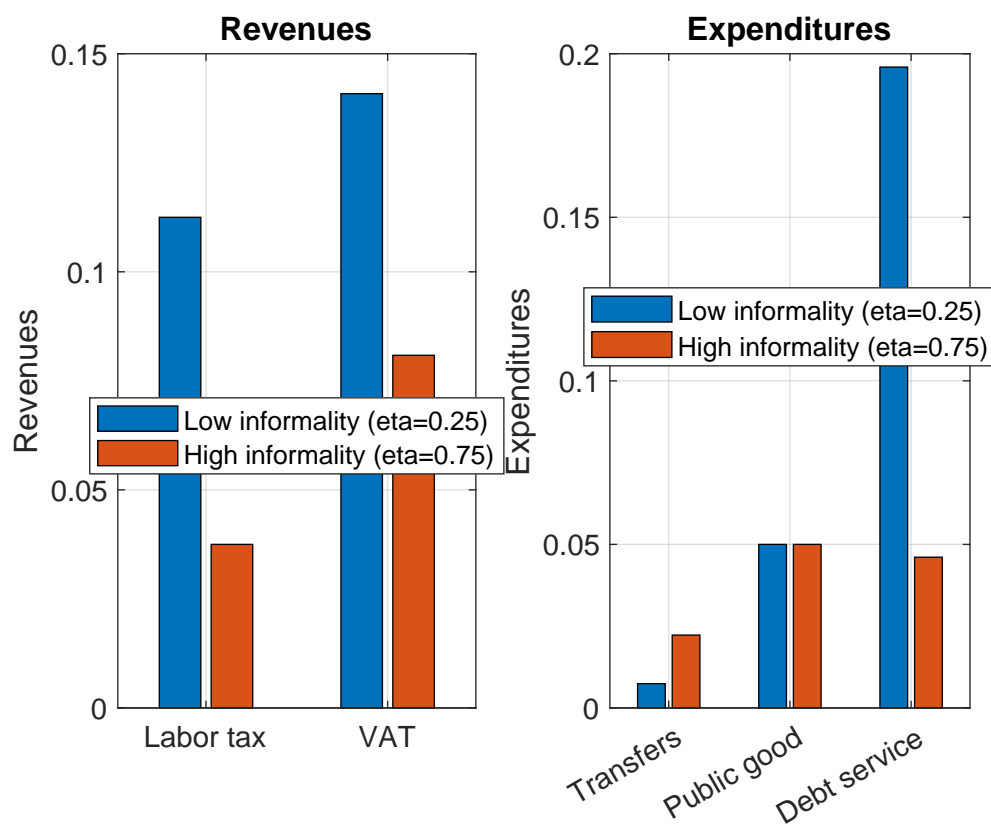 Revenues
0.15
0.1
0.05
0
Revenues
Low informality (eta=0.25)
High informality (eta=0.75)
Labor tax
VAT
Expenditures
0.2
0.15
0.1
0.05
0
Expenditures
Low informality (eta=0.25)
High informality (eta=0.75)
Transfers
Public good
Debt service